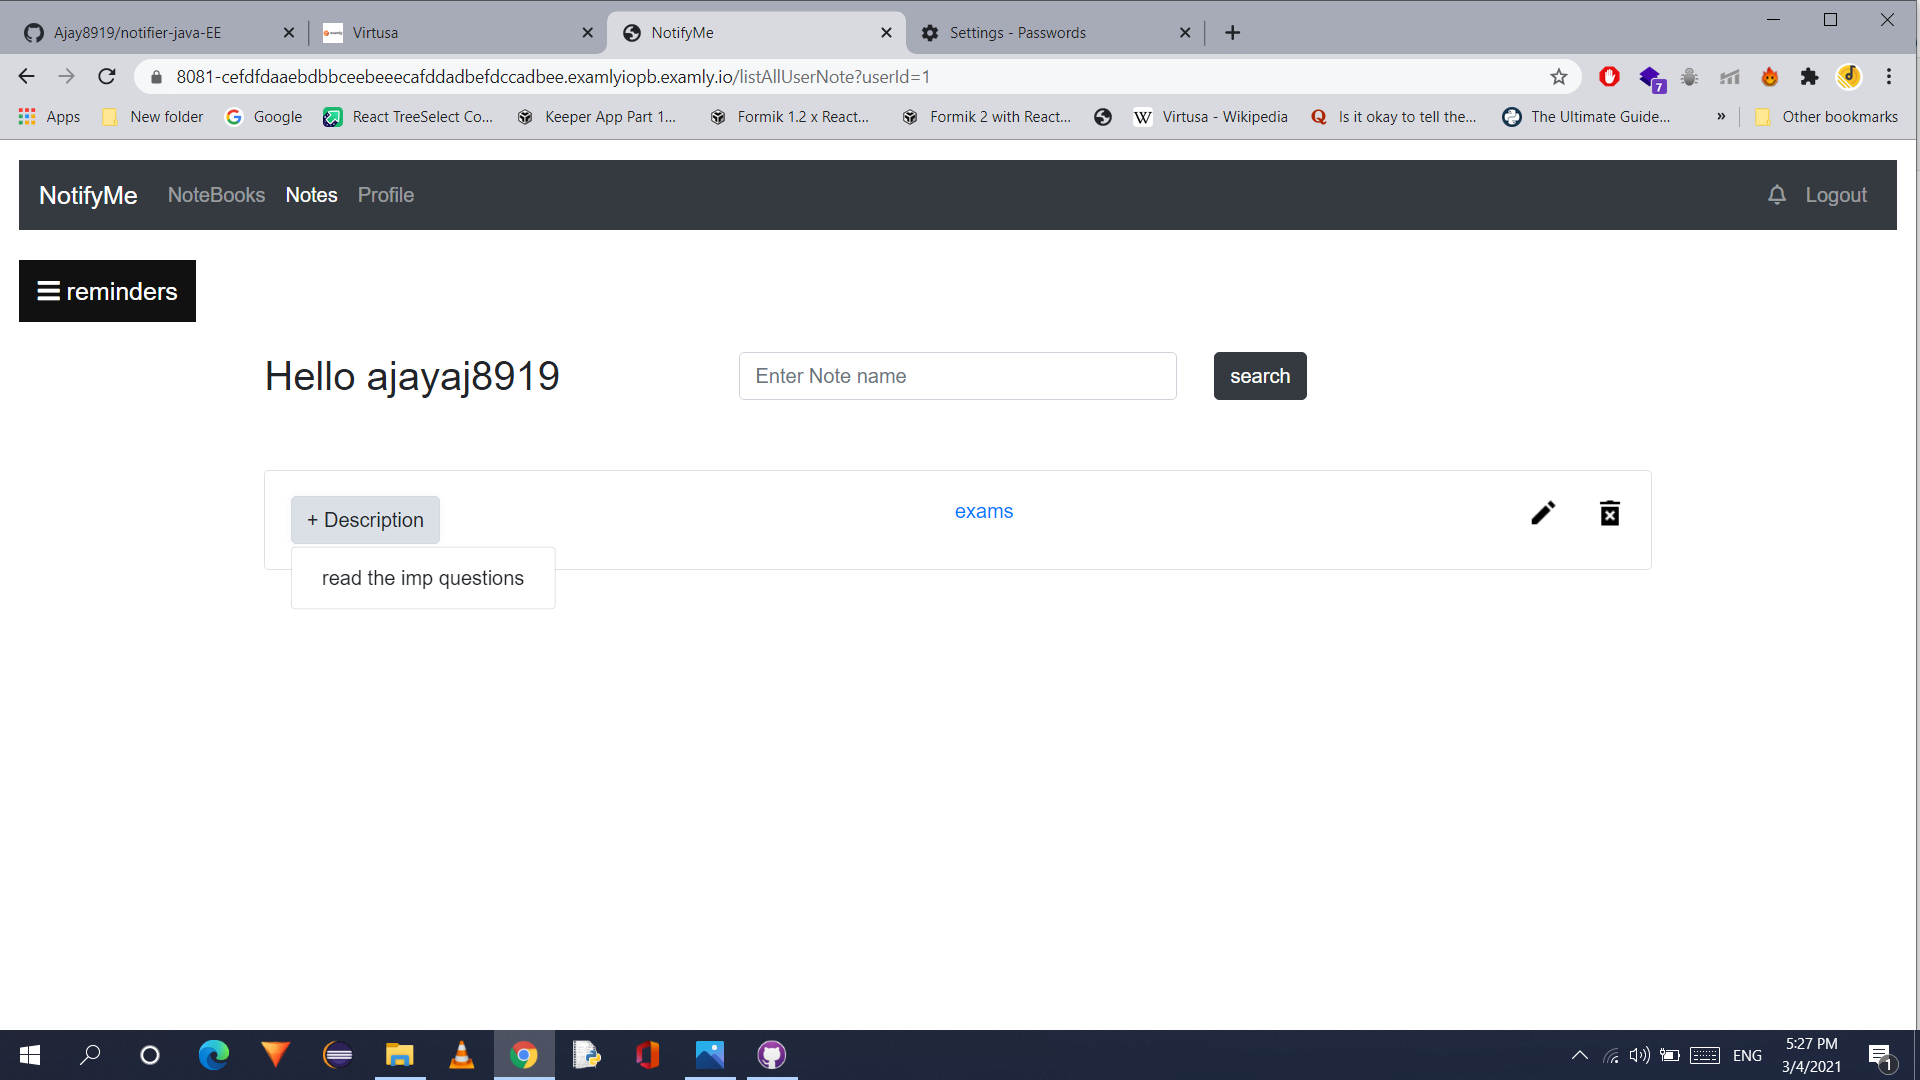 Ajay8919/notifier-java-EE
Virtusa
NotifyMe
Settings - Passwords
8081-cefdfdaaebdbbceebeeecafddadbefdccadbee.examlyiopb.examly.io/listAllUserNote?userId=1
7
Apps
New folder
Google
React TreeSelect Co...
Keeper App Part 1...
Formik 1.2 x React...
Formik 2 with React...
W
Virtusa - Wikipedia
Is it okay to tell the...
The Ultimate Guide...
»
Other bookmarks
NotifyMe
NoteBooks
Notes
Profile
Logout
reminders
Hello ajayaj8919
Enter Note name
search
+ Description
exams
read the imp questions
ENG
5:27 PM
3/4/2021
1